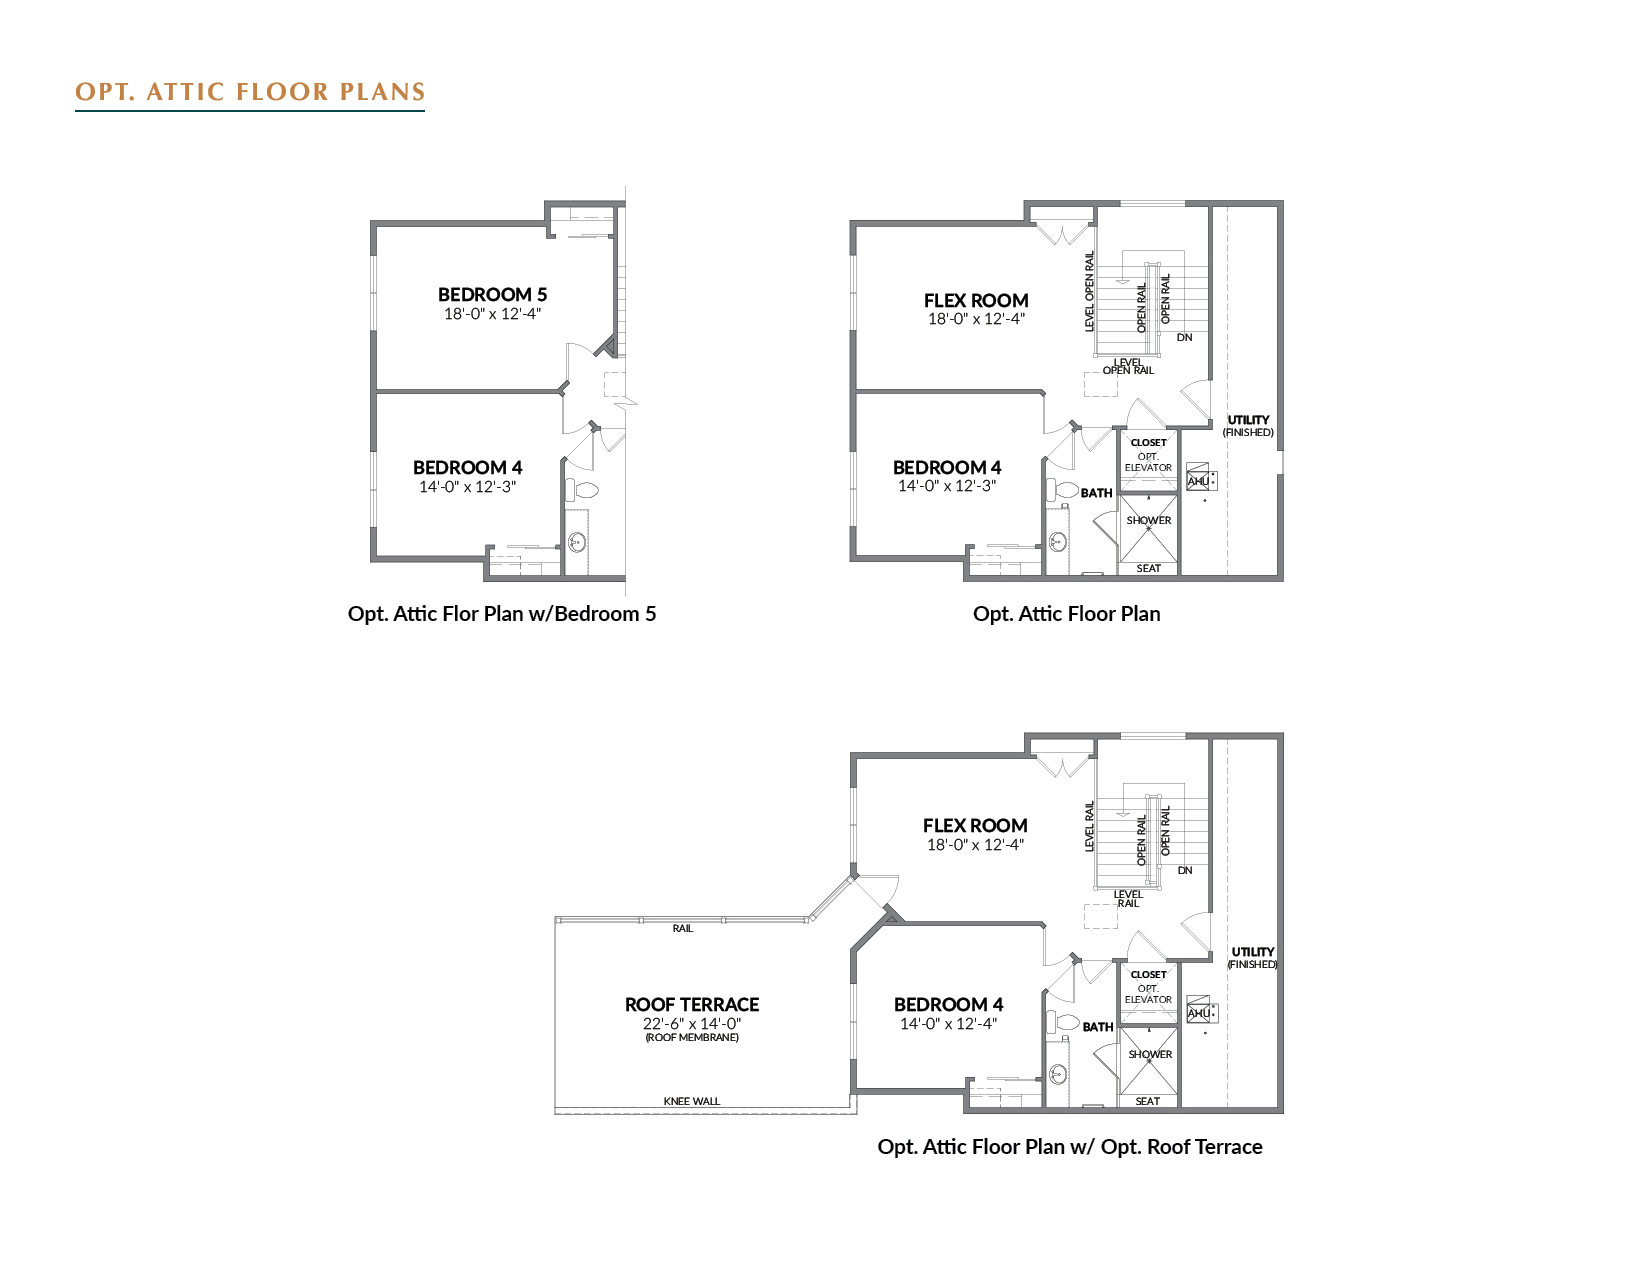 OPT. ATTIC FLOOR PLANS
BEDROOM 5
18'-0" x 12'-4"
BEDROOM 4
14'-0" x 12'-3"
Opt. Attic Flor Plan w/Bedroom 5
FLEX ROOM
18'-0" x 12'-4"
LEVEL OPEN RAIL
OPEN RAIL
OPEN RAIL
DN
LEVEL
OPEN RAIL
UTILITY
(FINISHED)
CLOSET
OPT.
ELEVATOR
BEDROOM 4
14'-0" x 12'-3"
BATH
AHU
SHOWER
SEAT
Opt. Attic Floor Plan
FLEX ROOM
18'-0" x 12'-4"
LEVEL RAIL
OPEN RAIL
OPEN RAIL
DN
LEVEL
RAIL
RAIL
UTILITY
(FINISHED)
CLOSET
OPT.
ELEVATOR
ROOF TERRACE
22'-6" x 14'-0"
(ROOF MEMBRANE)
BEDROOM 4
14'-0" x 12'-4"
BATH
AHU
SHOWER
KNEE WALL
SEAT
Opt. Attic Floor Plan w/ Opt. Roof Terrace